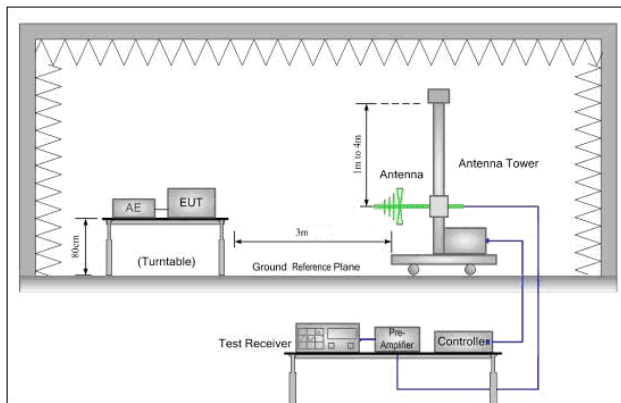 1m to 4m
Antenna
Antenna Tower
AE
EUT
3m
80cm
(Turntable)
Ground Reference Plane
Test Receiver
Pre-
Amplifier
Controller